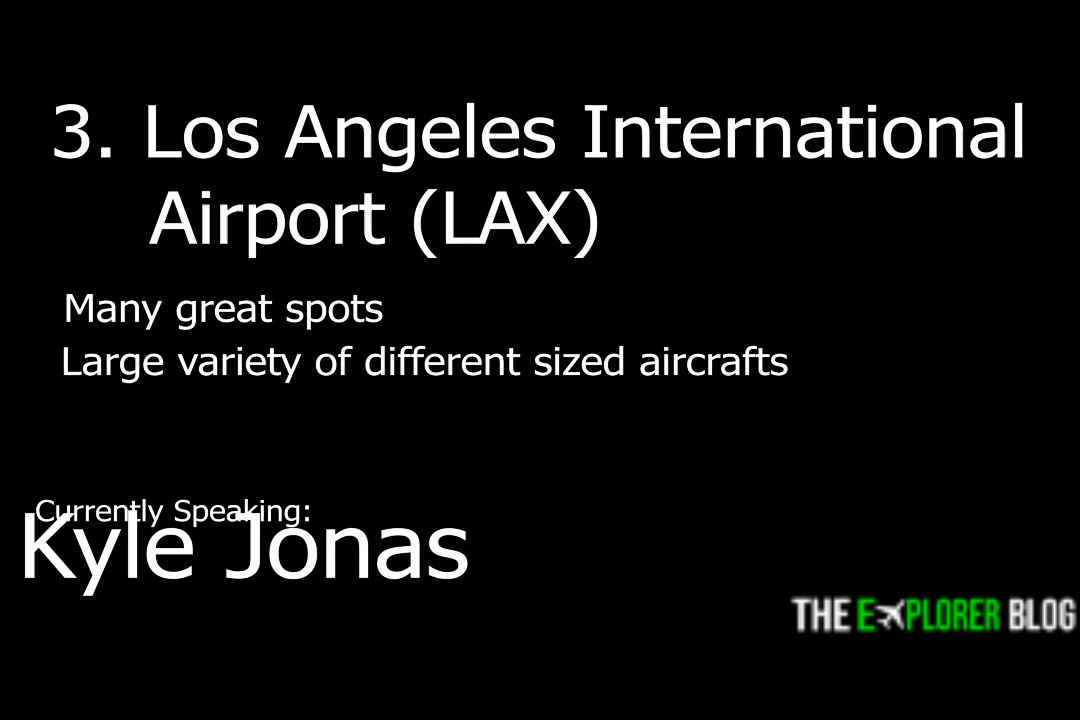 3. Los Angeles International
Airport (LAX)
Many great spots
Large variety of different sized aircrafts
Currently Speaking:
Kyle Jonas
THE EXPLORER BLOG